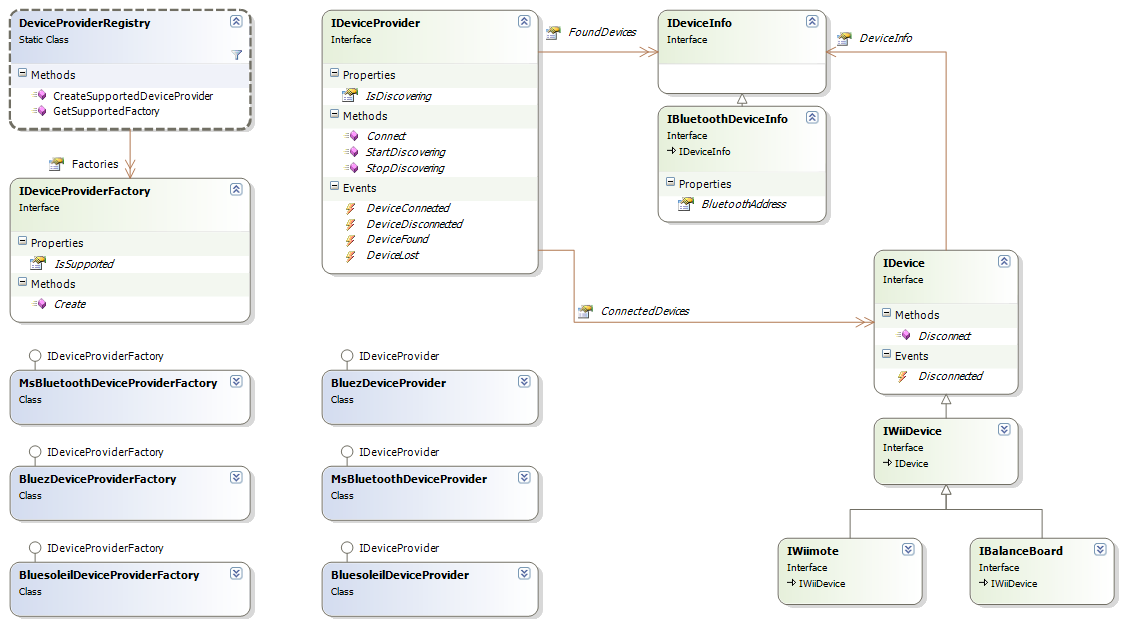 DeviceProviderRegistry
Static Class
Methods
CreateSupportedDeviceProvider
GetSupportedFactory
Factories
IDeviceProviderFactory
Interface
Properties
IsSupported
Methods
Create
IDeviceProviderFactory
MsBluetoothDeviceProviderFactory
Class
IDeviceProviderFactory
BluezDeviceProviderFactory
Class
IDeviceProviderFactory
BluesoleilDeviceProviderFactory
Class
IDeviceProvider
Interface
Properties
IsDiscovering
Methods
Connect
StartDiscovering
StopDiscovering
Events
DeviceConnected
DeviceDisconnected
DeviceFound
DeviceLost
IDeviceProvider
BluezDeviceProvider
Class
IDeviceProvider
MsBluetoothDeviceProvider
Class
IDeviceProvider
BluesoleilDeviceProvider
Class
FoundDevices
ConnectedDevices
IDeviceInfo
Interface
IBluetoothDeviceInfo
Interface
IDeviceInfo
Properties
BluetoothAddress
DeviceInfo
IDevice
Interface
Methods
Disconnect
Events
Disconnected
IWiiDevice
Interface
IDevice
IWiimote
Interface
IWiiDevice
IBalanceBoard
Interface
IWiiDevice